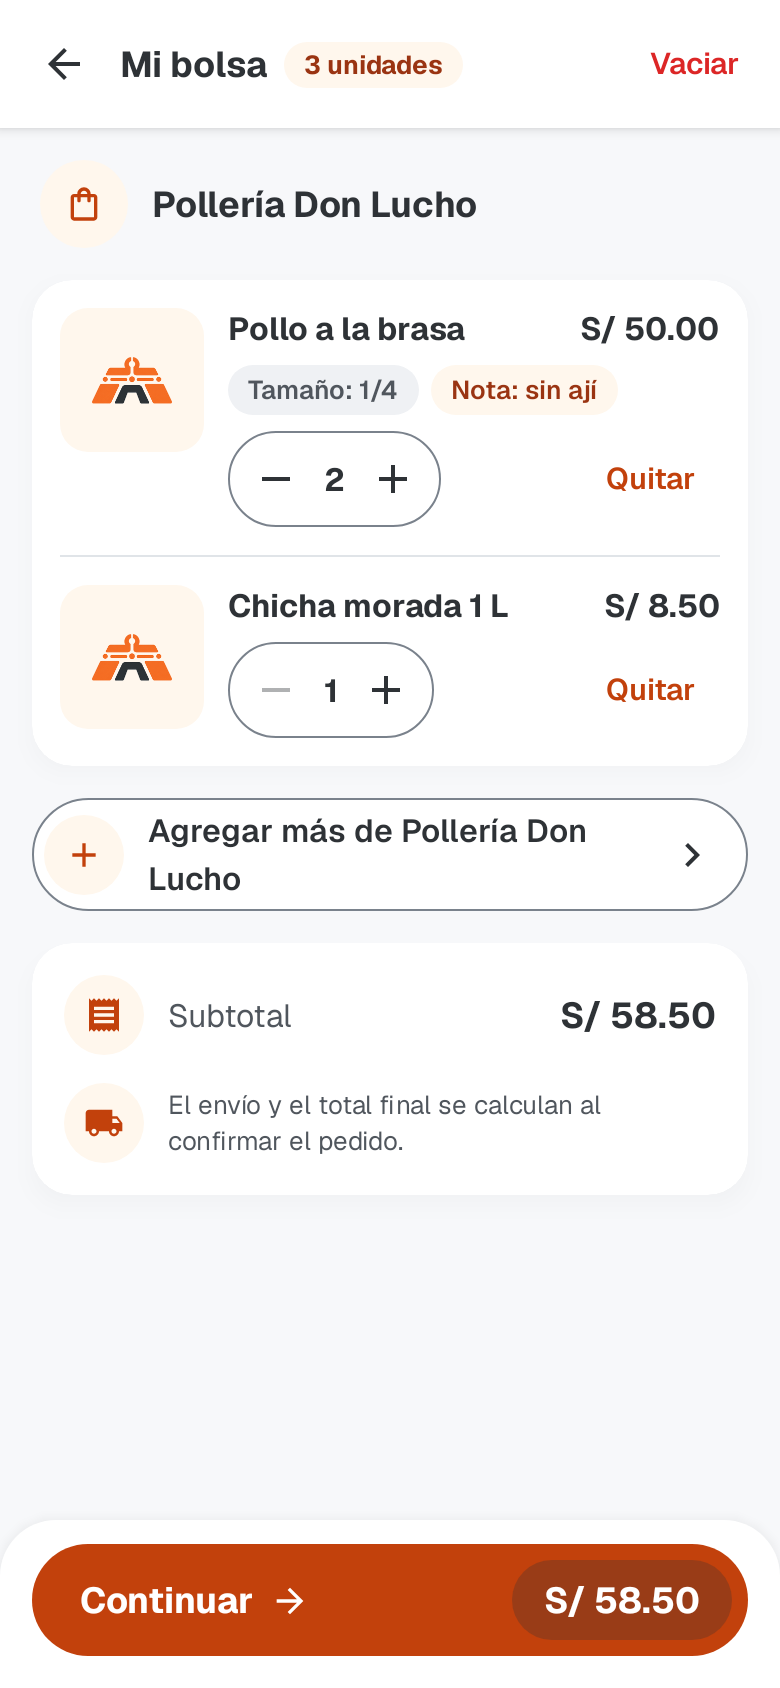 Mi bolsa
3 unidades
Vaciar
Pollería Don Lucho
Pollo a la brasa
S/ 50.00
Tamaño: 1/4
Nota: sin ají
2
Quitar
Chicha morada 1 L
S/ 8.50
1
Quitar
Agregar más de Pollería Don
Lucho
Subtotal
S/ 58.50
El envío y el total final se calculan al
confirmar el pedido.
Continuar
S/ 58.50